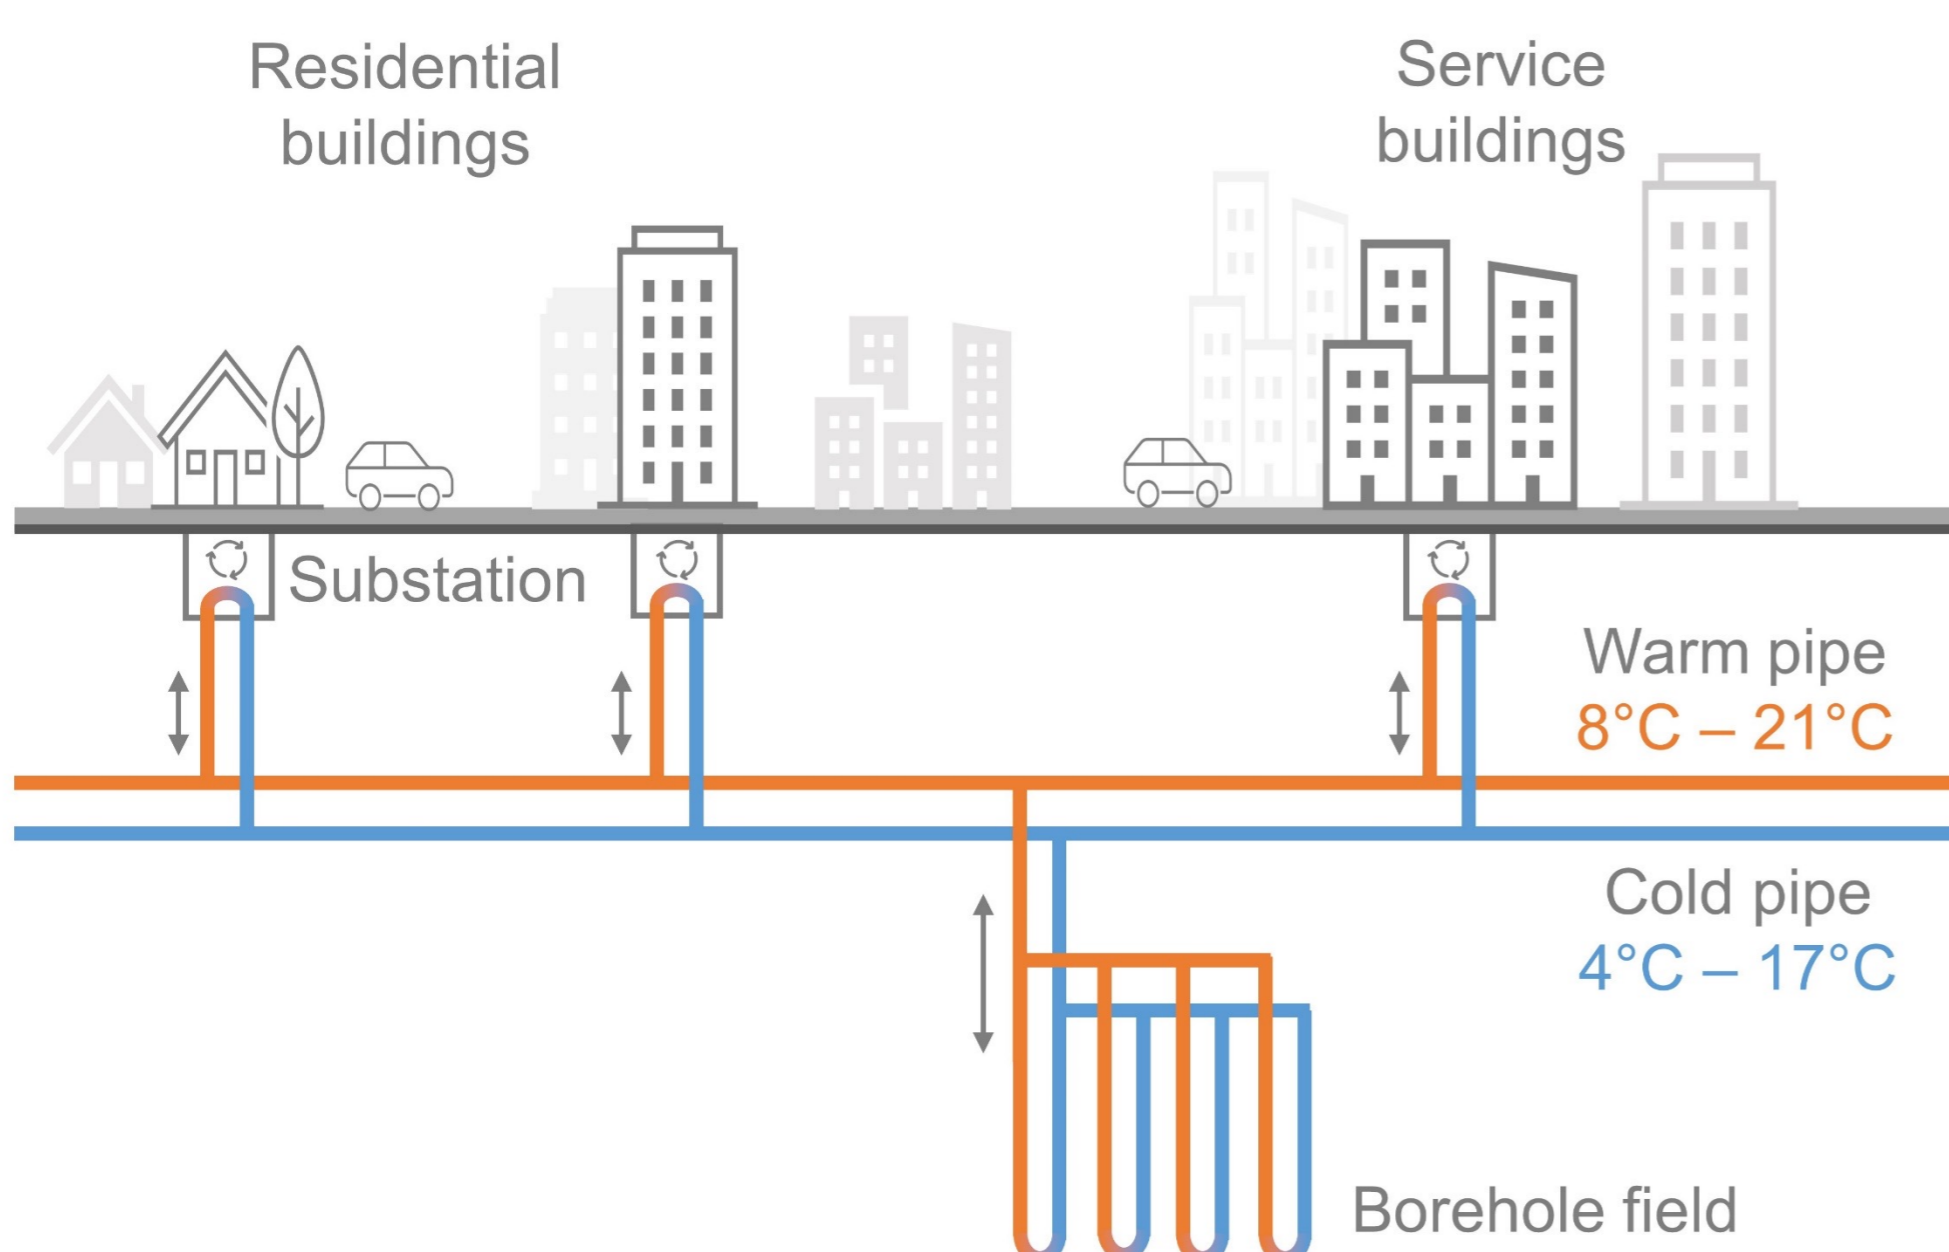 Residential
buildings
Service
buildings
Substation
Warm pipe
8°C – 21°C
Cold pipe
4°C – 17°C
Borehole field